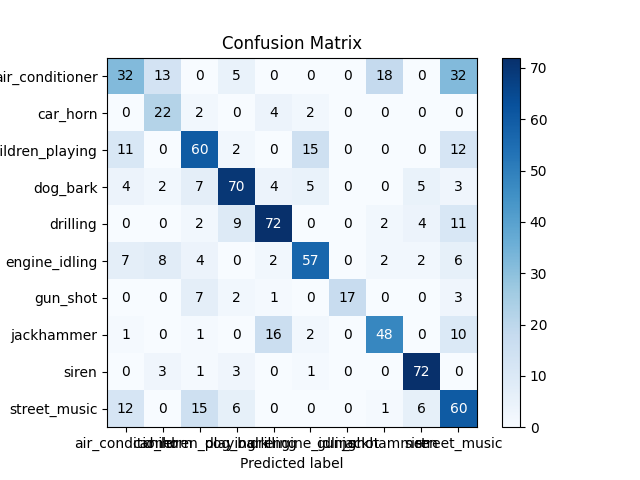 Confusion Matrix
air_conditioner 32 13 0 5 0 0 0 18 0 32
car_horn 0 22 2 0 4 2 0 0 0 0
ildren_playing 11 0 60 2 0 15 0 0 0 12
dog_bark 4 2 7 70 4 5 0 0 5 3
drilling 0 0 2 9 72 0 0 2 4 11
engine_idling 7 8 4 0 2 57 0 2 2 6
gun_shot 0 0 7 2 1 0 17 0 0 3
jackhammer 1 0 1 0 16 2 0 48 0 10
siren 0 3 1 3 0 1 0 0 72 0
street_music 12 0 15 6 0 0 0 1 6 60
70
60
50
40
30
20
10
0
street_music
Predicted label